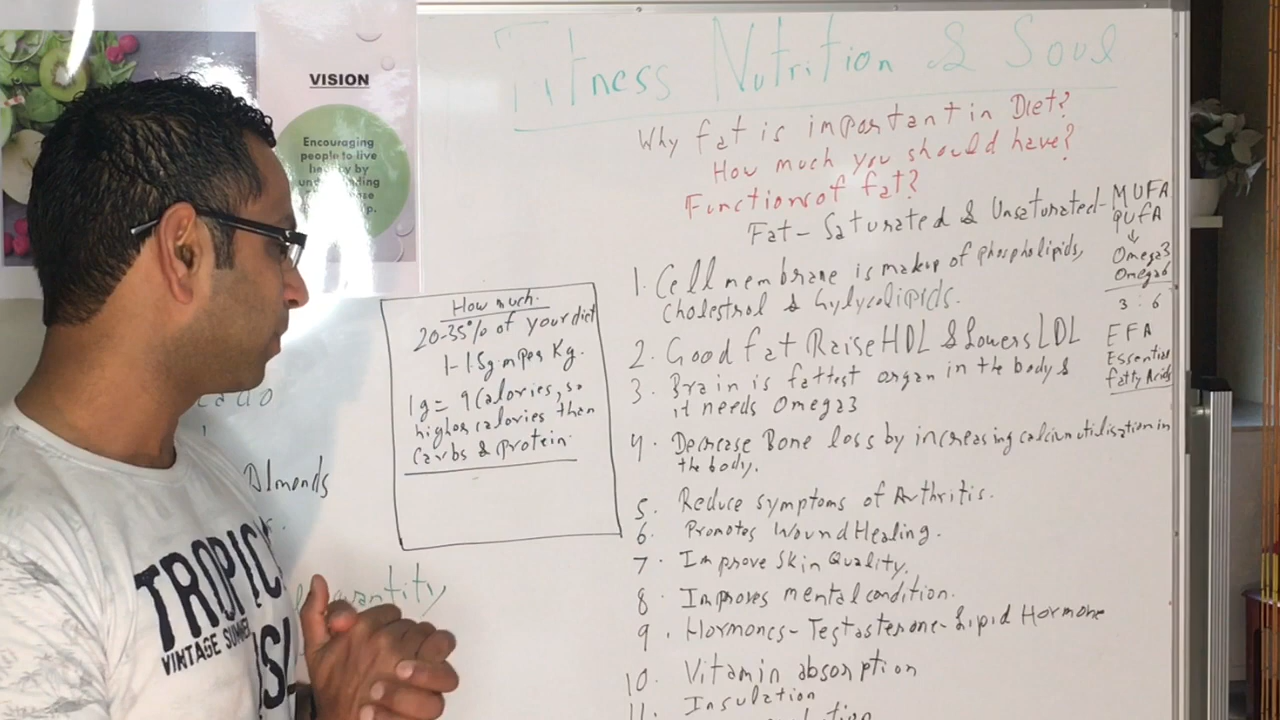 Fitness Nutrition & Soul
Why fat is important in Diet?
How much you should have?
Functions of fat?
Fat - Saturated & Unsaturated - MUFA
PUFA
Omega3
Omega6
3 : 6
EFA
Essential
fatty Acids
1. Cell membrane is makeup of phospholipids,
Cholestrol & Gylycolipids.
2. Good fat Raise HDL & Lowers LDL
3. Brain is fattest organ in the body &
it needs Omega3
4. Decrease Bone loss by increasing calcium utilisation in
the body.
5. Reduce symptoms of Arthritis.
6. Promotes Wound Healing.
7. Improve Skin Quality.
8. Improves mental condition.
9. Hormones - Testasterone - Lipid Hormone
10. Vitamin absorption
11. Insulation
How much.
20-35% of your diet
1-1.5gm per Kg.
1g = 9 Calories, so
higher calories than
Carbs & Protein.
Almonds
quantity
VISION
Encouraging
people to live
by
TROPIC
VINTAGE SUMMER
ISL